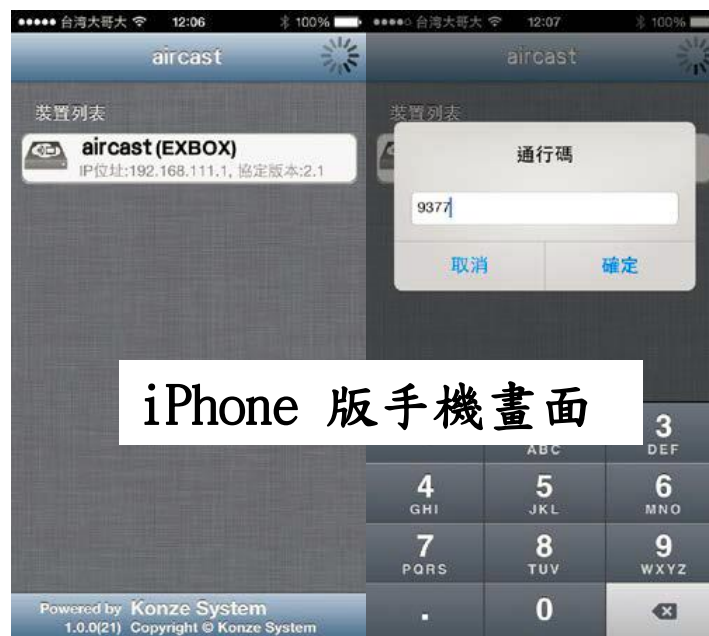 台湾大哥大 12:06 100%
aircast
裝置列表
aircast (EXBOX)
IP位址:192.168.111.1, 協定版本:2.1
Powered by Konze System
1.0.0(21) Copyright © Konze System
台湾大哥大 12:07 100%
aircast
裝置列表
通行碼
9377
取消 確定
iPhone 版手機畫面
3
ABC DEF
4 5 6
GHI JKL MNO
7 8 9
PQRS TUV WXYZ
. 0